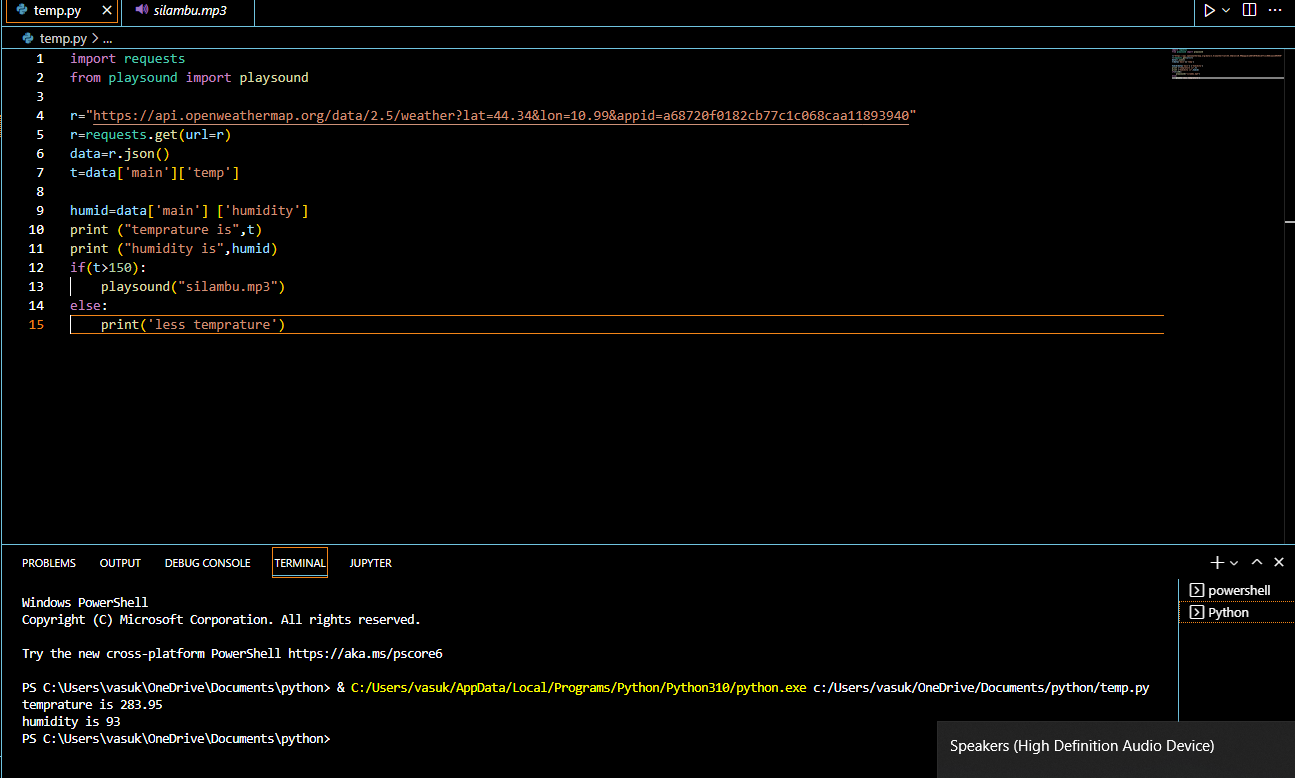 temp.py
silambu.mp3
temp.py > ...
1 import requests
2 from playsound import playsound
3
4 r="https://api.openweathermap.org/data/2.5/weather?lat=44.34&lon=10.99&appid=a68720f0182cb77c1c068caa11893940"
5 r=requests.get(url=r)
6 data=r.json()
7 t=data['main']['temp']
8
9 humid=data['main'] ['humidity']
10 print ("temprature is",t)
11 print ("humidity is",humid)
12 if(t>150):
13     playsound("silambu.mp3")
14 else:
15     print('less temprature')
PROBLEMS OUTPUT DEBUG CONSOLE TERMINAL JUPYTER
powershell
Python
Windows PowerShell
Copyright (C) Microsoft Corporation. All rights reserved.
Try the new cross-platform PowerShell https://aka.ms/pscore6
PS C:\Users\vasuk\OneDrive\Documents\python> & C:/Users/vasuk/AppData/Local/Programs/Python/Python310/python.exe c:/Users/vasuk/OneDrive/Documents/python/temp.py
temprature is 283.95
humidity is 93
PS C:\Users\vasuk\OneDrive\Documents\python>
Speakers (High Definition Audio Device)